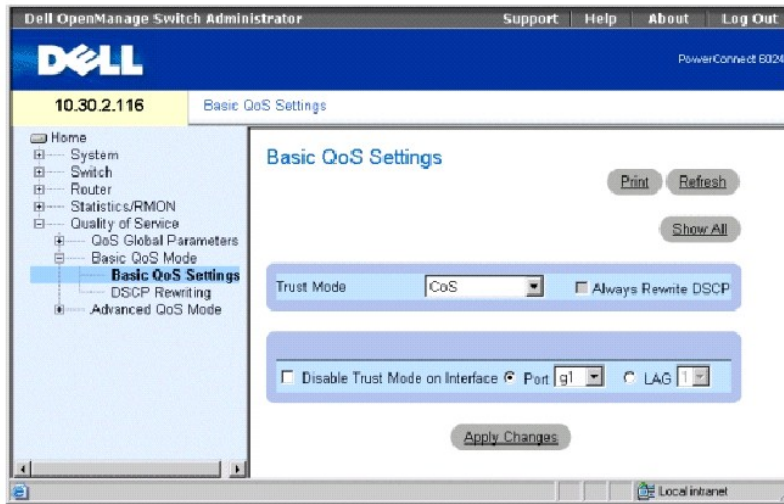 Dell OpenManage Switch Administrator Support Help About Log Out
DELL
PowerConnect 6024
10.30.2.116 Basic QoS Settings
Home
System
Switch
Router
Statistics/RMON
Quality of Service
QoS Global Parameters
Basic QoS Mode
Basic QoS Settings
DSCP Rewriting
Advanced QoS Mode
Basic QoS Settings
Print Refresh
Show All
Trust Mode CoS Always Rewrite DSCP
Disable Trust Mode on Interface Port g1 LAG 1
Apply Changes
Local intranet